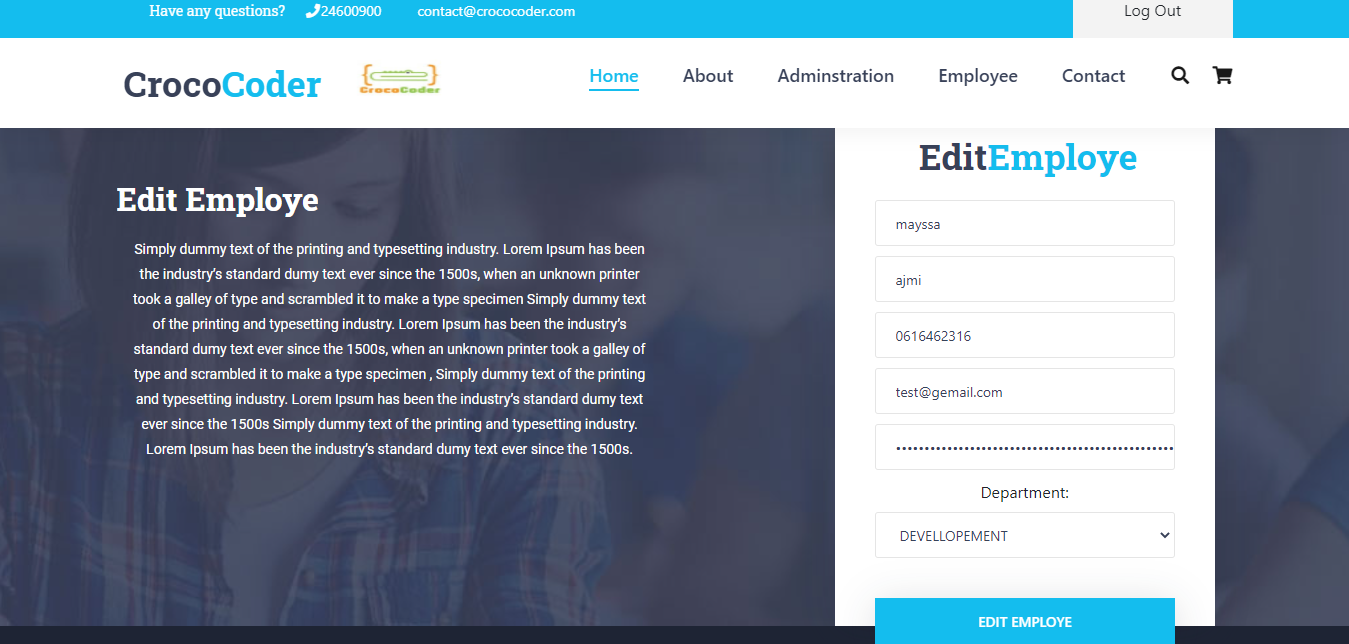 Have any questions? 24600900 contact@crococoder.com Log Out
CrocoCoder {} CrocoCoder Home About Adminstration Employee Contact
Edit Employe
Simply dummy text of the printing and typesetting industry. Lorem Ipsum has been
the industry’s standard dumy text ever since the 1500s, when an unknown printer
took a galley of type and scrambled it to make a type specimen Simply dummy text
of the printing and typesetting industry. Lorem Ipsum has been the industry’s
standard dumy text ever since the 1500s, when an unknown printer took a galley of
type and scrambled it to make a type specimen , Simply dummy text of the printing
and typesetting industry. Lorem Ipsum has been the industry’s standard dumy text
ever since the 1500s Simply dummy text of the printing and typesetting industry.
Lorem Ipsum has been the industry’s standard dumy text ever since the 1500s.
EditEmploye
mayssa
ajmi
0616462316
test@gemail.com
Department:
DEVELLOPEMENT
EDIT EMPLOYE